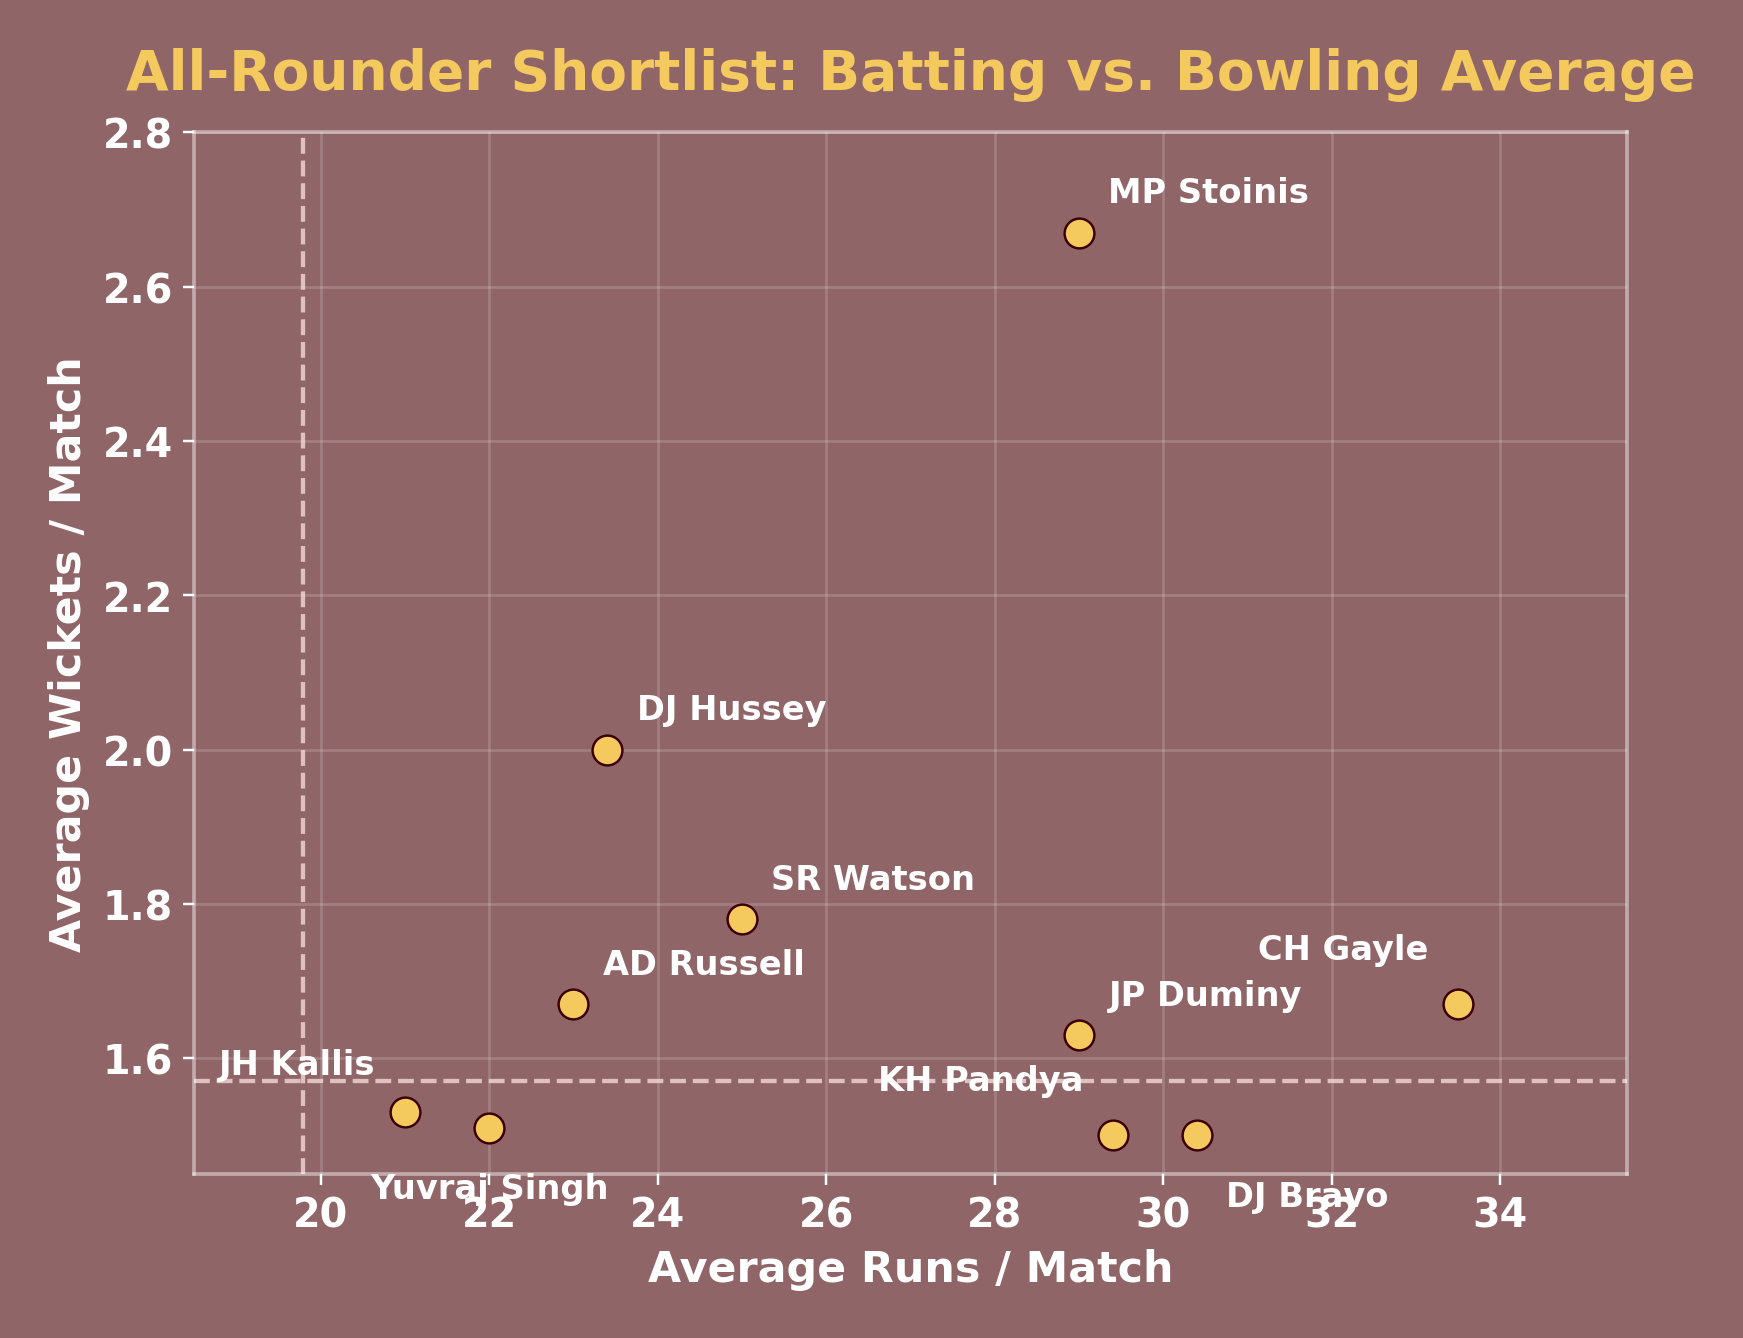 All-Rounder Shortlist: Batting vs. Bowling Average
2.8
MP Stoinis
2.6
2.4
Average Wickets / Match
2.2
DJ Hussey
2.0
SR Watson
1.8
CH Gayle
AD Russell
JP Duminy
1.6
JH Kallis
KH Pandya
Yuvraj Singh
DJ Bravo
20
22
24
26
28
30
32
34
Average Runs / Match